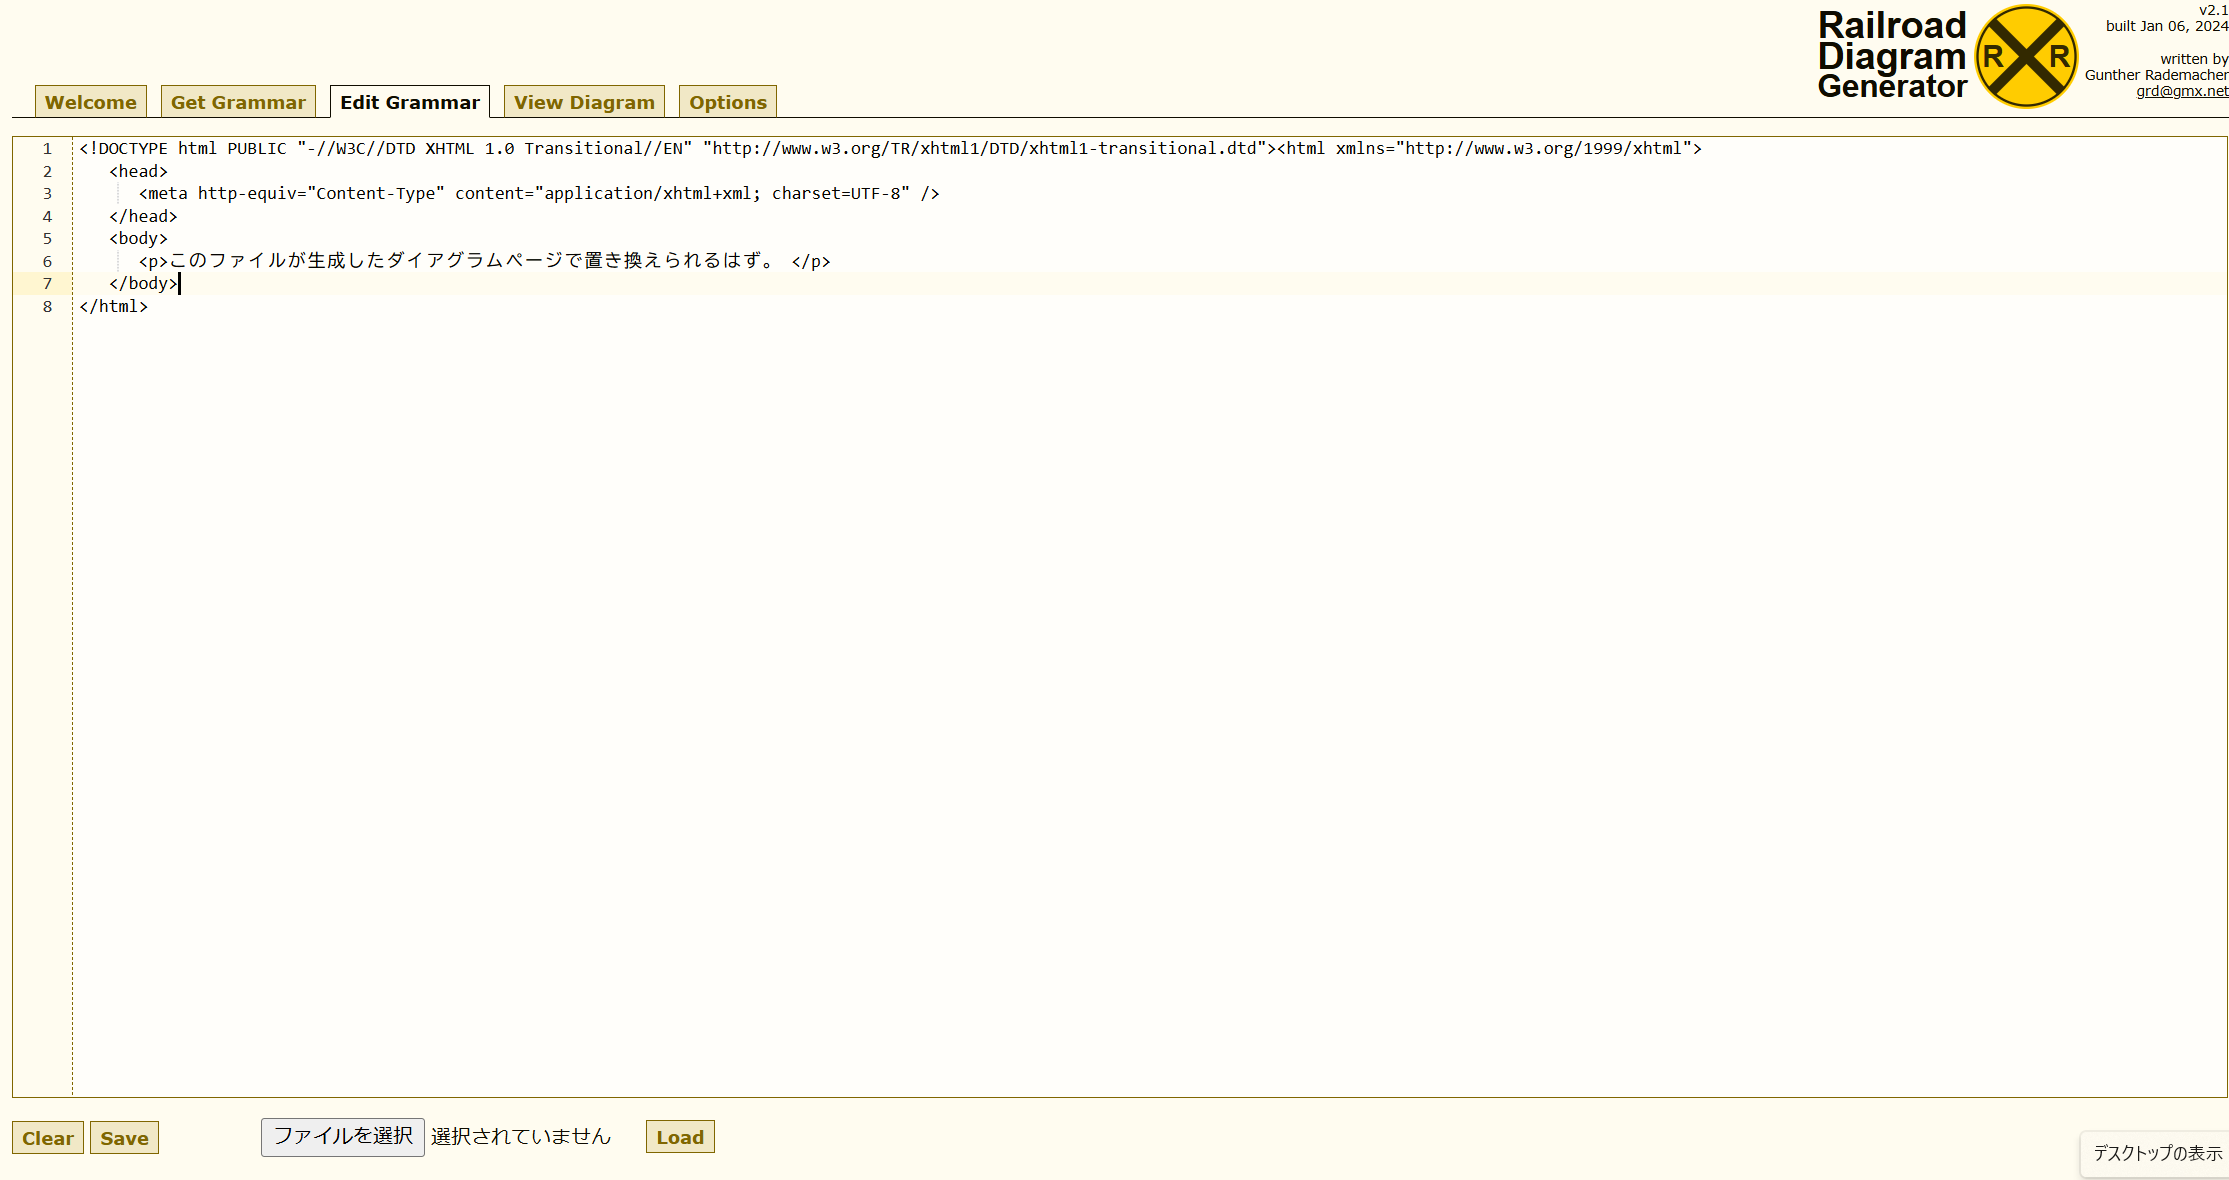 Railroad
Diagram
Generator
R R
v2.1
built Jan 06, 2024
written by
Gunther Rademacher
grd@gmx.net
Welcome
Get Grammar
Edit Grammar
View Diagram
Options
1 <!DOCTYPE html PUBLIC "-//W3C//DTD XHTML 1.0 Transitional//EN" "http://www.w3.org/TR/xhtml1/DTD/xhtml1-transitional.dtd"><html xmlns="http://www.w3.org/1999/xhtml">
2    <head>
3       <meta http-equiv="Content-Type" content="application/xhtml+xml; charset=UTF-8" />
4    </head>
5    <body>
6       <p>このファイルが生成したダイアグラムページで置き換えられるはず。 </p>
7    </body>
8 </html>
Clear
Save
ファイルを選択 選択されていません
Load
デスクトップの表示